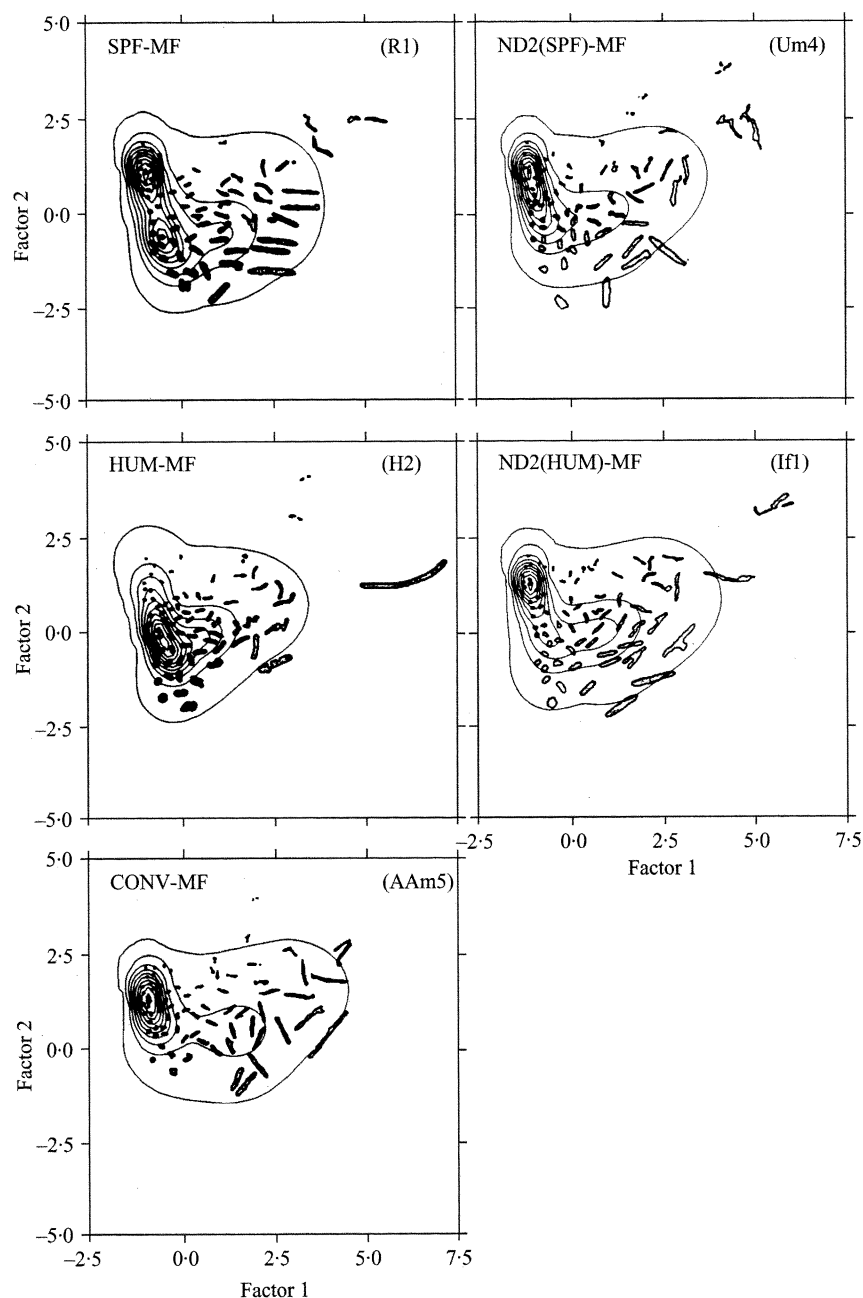 5·0
SPF-MF (R1)
ND2(SPF)-MF (Um4)
2·5
Factor 2
0·0
−2·5
−5·0
5·0
HUM-MF (H2)
ND2(HUM)-MF (If1)
2·5
Factor 2
0·0
−2·5
−5·0
−2·5 0·0 2·5 5·0 7·5
Factor 1
5·0
CONV-MF (AAm5)
2·5
Factor 2
0·0
−2·5
−5·0
−2·5 0·0 2·5 5·0 7·5
Factor 1